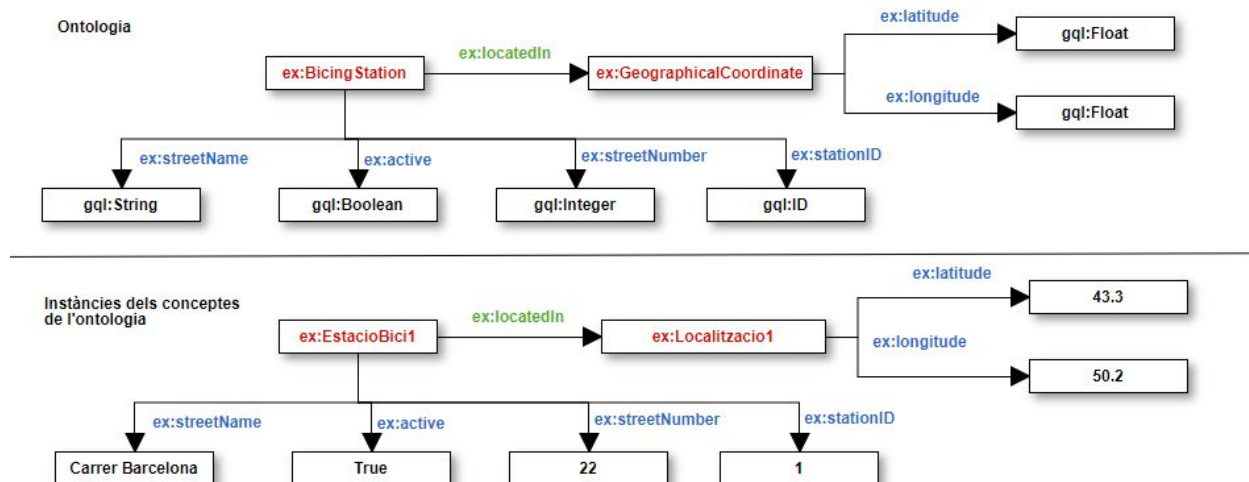 Ontologia
ex:latitude
gql:Float
ex:locatedIn
ex:BicingStation
ex:GeographicalCoordinate
ex:longitude
gql:Float
ex:streetName
ex:active
ex:streetNumber
ex:stationID
gql:String
gql:Boolean
gql:Integer
gql:ID
Instàncies dels conceptes
de l'ontologia
ex:latitude
43.3
ex:locatedIn
ex:EstacioBici1
ex:Localitzacio1
ex:longitude
50.2
ex:streetName
ex:active
ex:streetNumber
ex:stationID
Carrer Barcelona
True
22
1